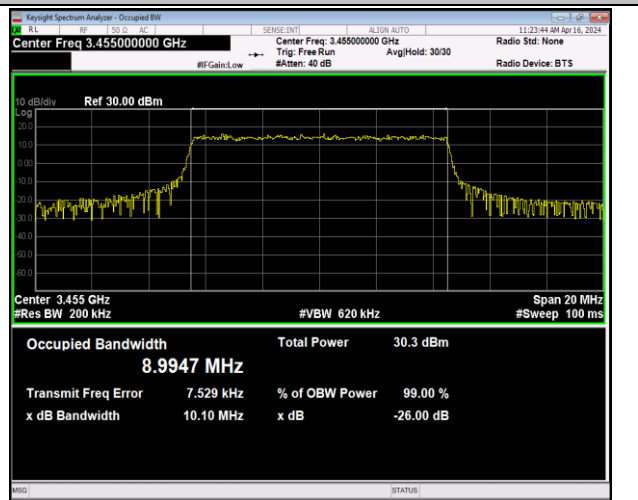 Keysight Spectrum Analyzer - Occupied BW
RL RF 50 Ω AC SENSE:INT ALIGN AUTO 11:23:44 AM Apr 16, 2024
Center Freq 3.455000000 GHz Center Freq: 3.455000000 GHz Radio Std: None
Trig: Free Run Avg|Hold: 30/30
#IFGain:Low #Atten: 40 dB Radio Device: BTS
10 dB/div Ref 30.00 dBm
Log
20.0
10.0
0.00
-10.0
-20.0
-30.0
-40.0
-50.0
-60.0
Center 3.455 GHz Span 20 MHz
#Res BW 200 kHz #VBW 620 kHz #Sweep 100 ms
Occupied Bandwidth Total Power 30.3 dBm
8.9947 MHz
Transmit Freq Error 7.529 kHz % of OBW Power 99.00 %
x dB Bandwidth 10.10 MHz x dB -26.00 dB
MSG STATUS